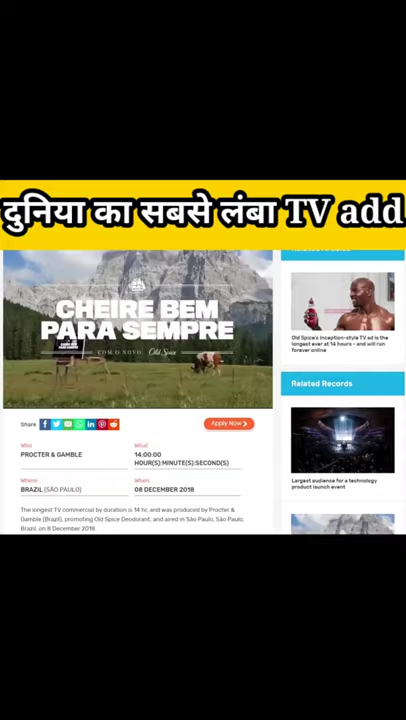 दुनिया का सबसे लंबा TV add
CHEIRE BEM
PARA SEMPRE
COM O NOVO Old Spice
Old Spice's Inception-style TV ad is the
longest ever at 14 hours - and will run
forever online
Related Records
Share
Apply Now
Who
PROCTER & GAMBLE
What
14:00:00
HOUR(S):MINUTE(S):SECOND(S)
Where
BRAZIL (SÃO PAULO)
When
08 DECEMBER 2018
Largest audience for a technology
product launch event
The longest TV commercial by duration is 14 hr, and was produced by Procter &
Gamble (Brazil), promoting Old Spice Deodorant, and aired in São Paulo, São Paulo,
Brazil, on 8 December 2018.